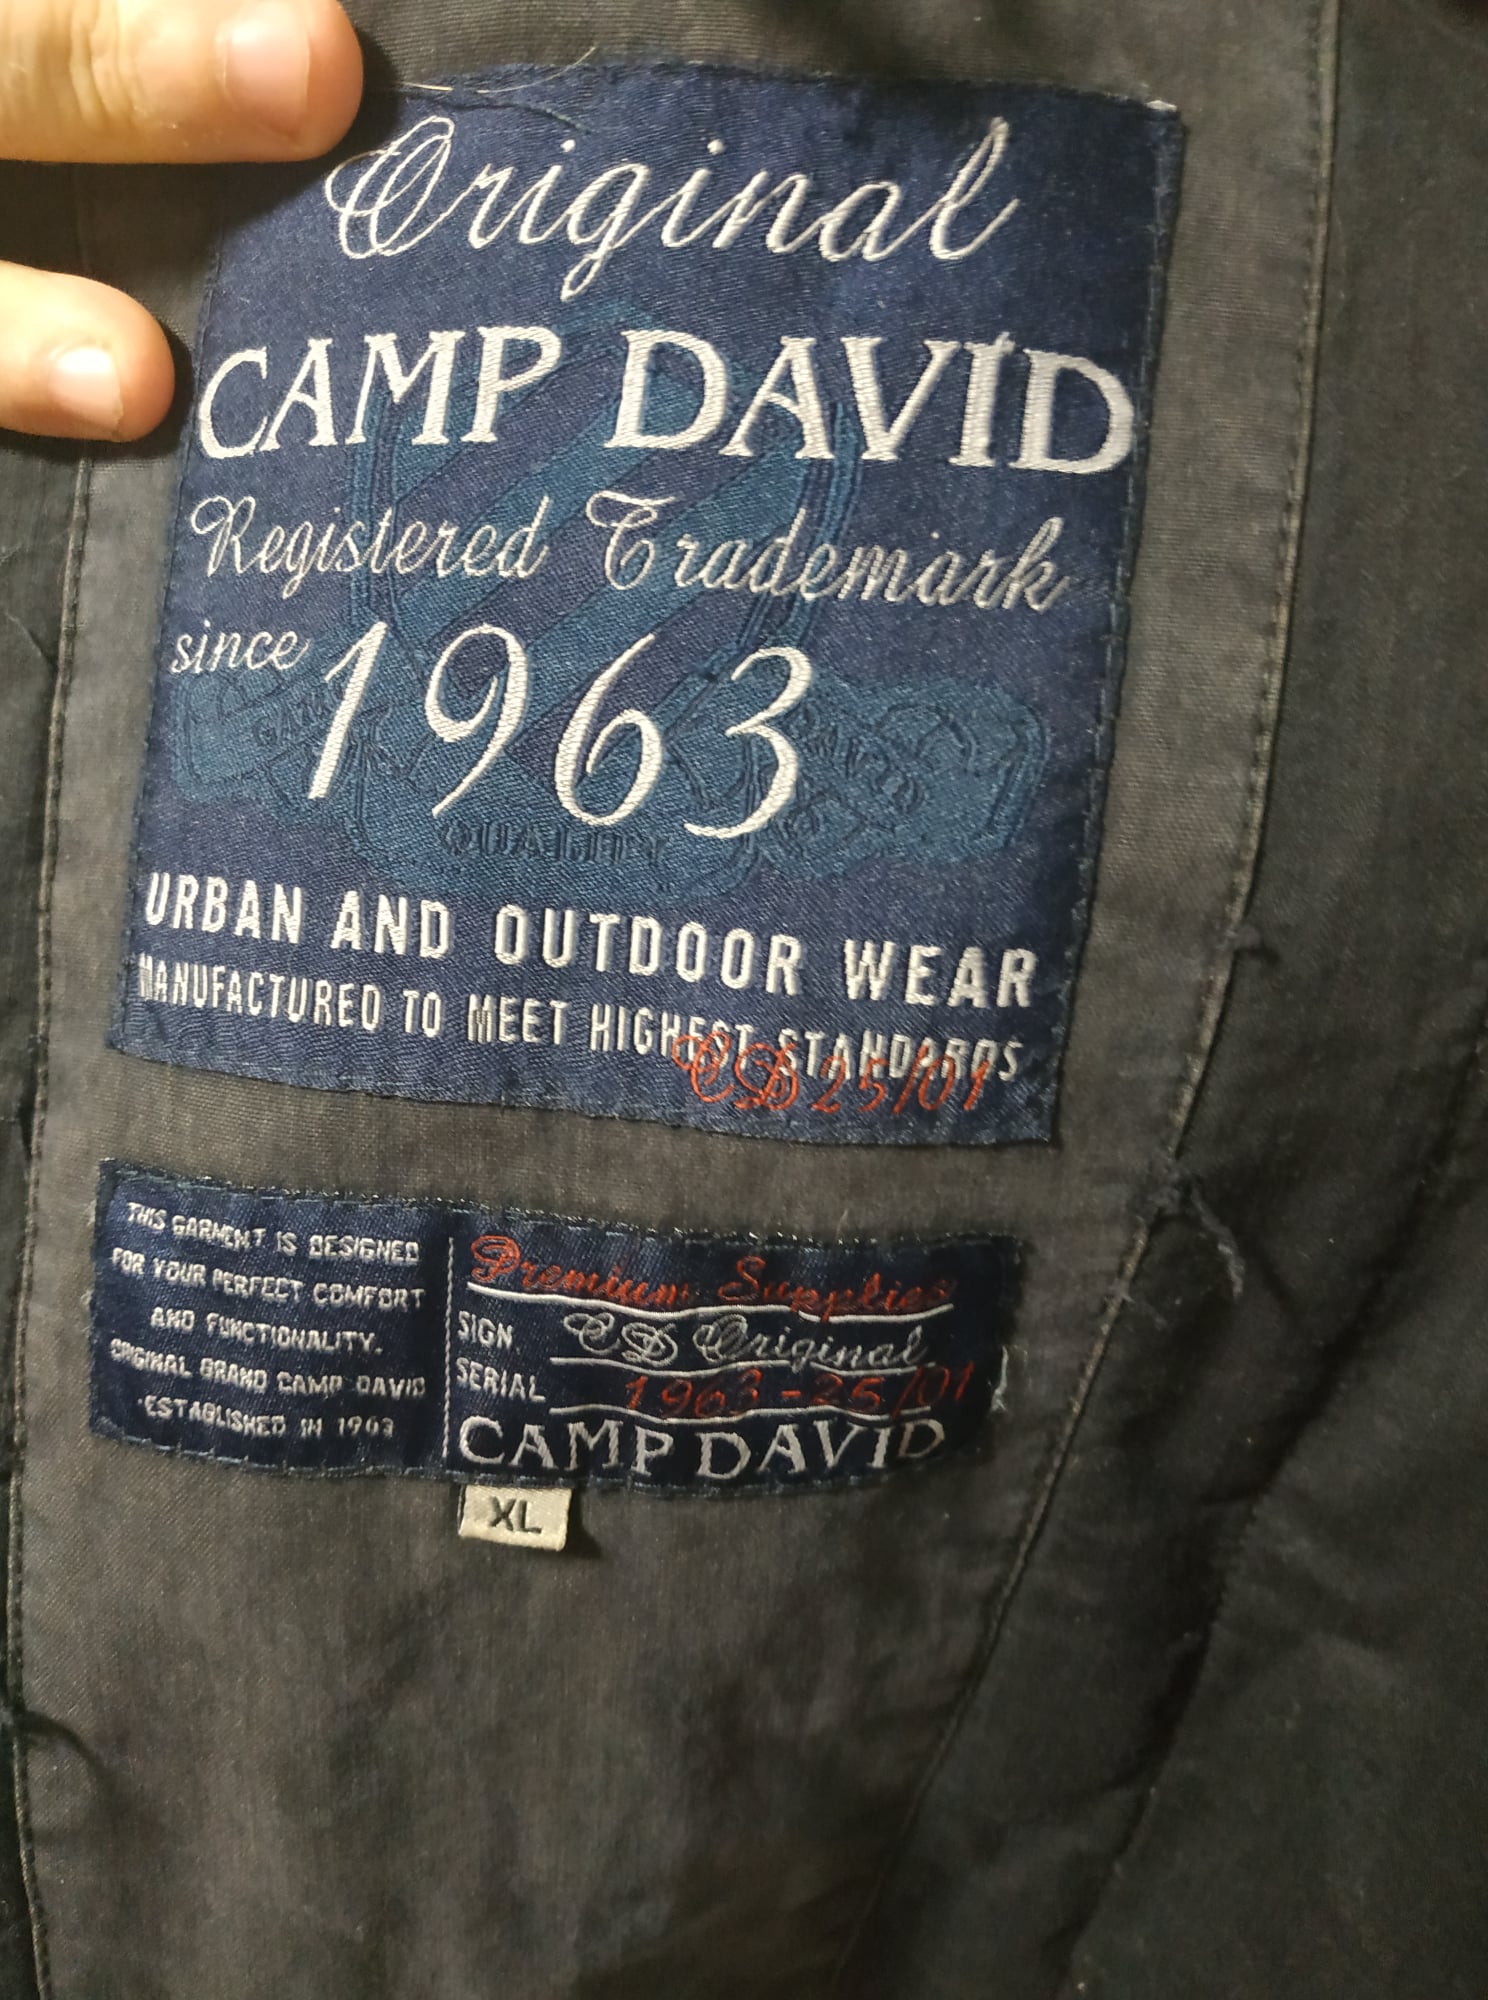 Original
CAMP DAVID
Registered Trademark
since 1963
QUALITY
URBAN AND OUTDOOR WEAR
MANUFACTURED TO MEET HIGHEST STANDARDS
CD 25/01
THIS GARMENT IS DESIGNED
FOR YOUR PERFECT COMFORT
AND FUNCTIONALITY.
ORIGINAL BRAND CAMP DAVID
·ESTABLISHED IN 1963
Premium Supplies
SIGN. CD Original
SERIAL 1963-25/01
CAMP DAVID
XL